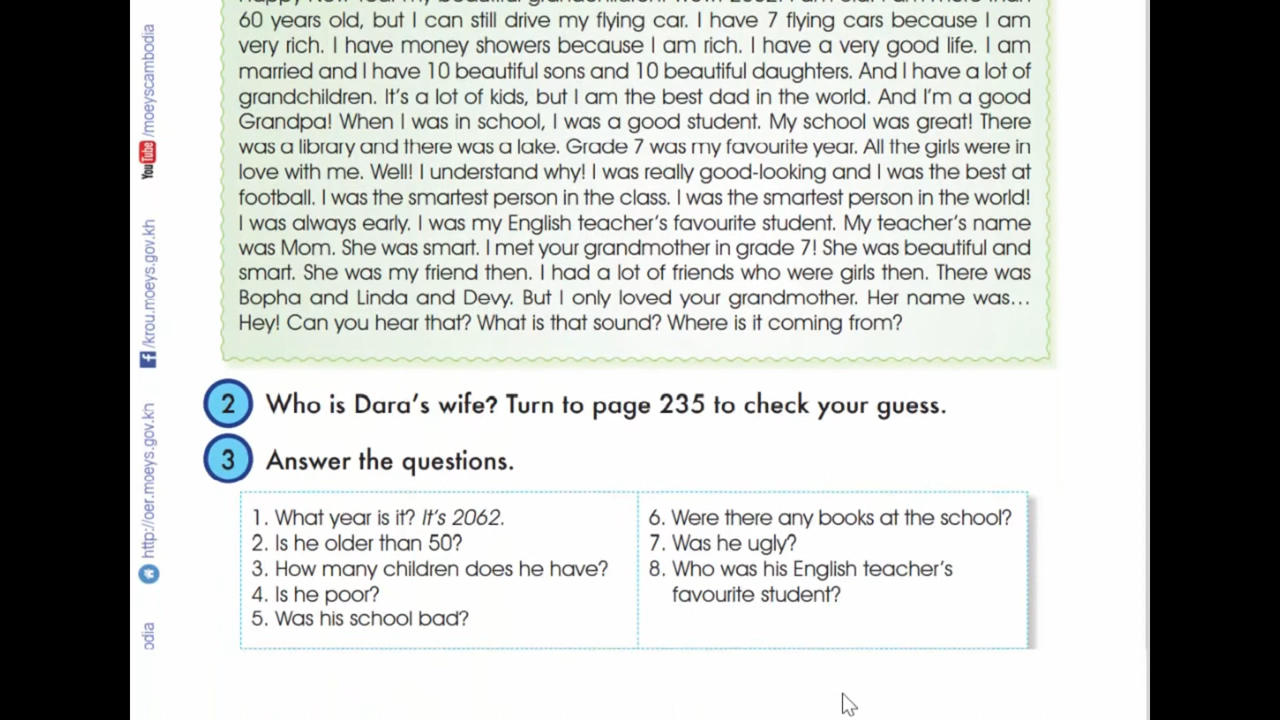 60 years old, but I can still drive my flying car. I have 7 flying cars because I am
very rich. I have money showers because I am rich. I have a very good life. I am
married and I have 10 beautiful sons and 10 beautiful daughters. And I have a lot of
grandchildren. It's a lot of kids, but I am the best dad in the world. And I'm a good
Grandpa! When I was in school, I was a good student. My school was great! There
was a library and there was a lake. Grade 7 was my favourite year. All the girls were in
love with me. Well! I understand why! I was really good-looking and I was the best at
football. I was the smartest person in the class. I was the smartest person in the world!
I was always early. I was my English teacher's favourite student. My teacher's name
was Mom. She was smart. I met your grandmother in grade 7! She was beautiful and
smart. She was my friend then. I had a lot of friends who were girls then. There was
Bopha and Linda and Devy. But I only loved your grandmother. Her name was...
Hey! Can you hear that? What is that sound? Where is it coming from?
2 Who is Dara's wife? Turn to page 235 to check your guess.
3 Answer the questions.
1. What year is it? It's 2062.
2. Is he older than 50?
3. How many children does he have?
4. Is he poor?
5. Was his school bad?
6. Were there any books at the school?
7. Was he ugly?
8. Who was his English teacher's
favourite student?
YouTube /moeyscambodia
f /krou.moeys.gov.kh
http://oer.moeys.gov.kh